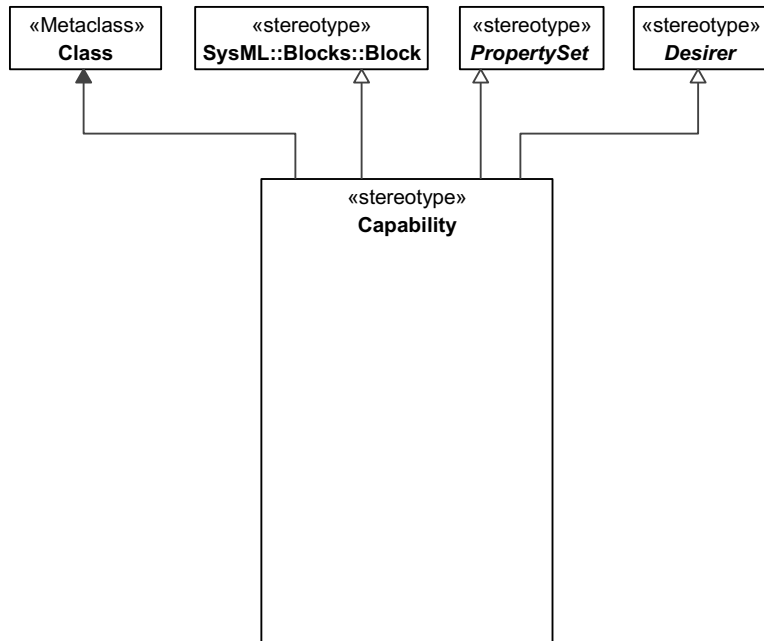 «Metaclass»
Class
«stereotype»
SysML::Blocks::Block
«stereotype»
PropertySet
«stereotype»
Desirer
«stereotype»
Capability